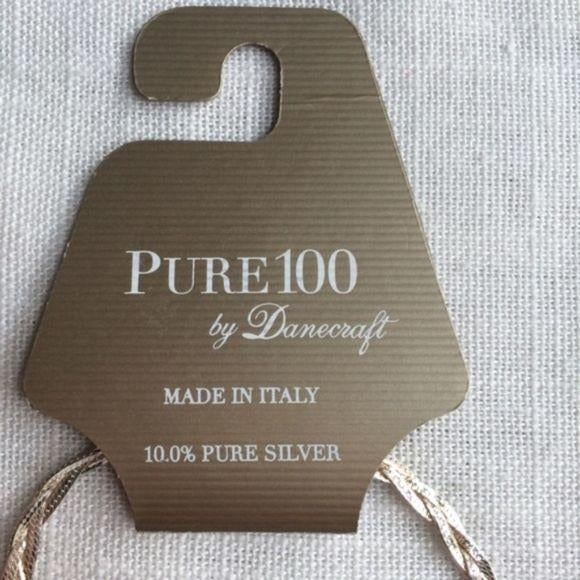 PURE100
by Danecraft
MADE IN ITALY
10.0% PURE SILVER